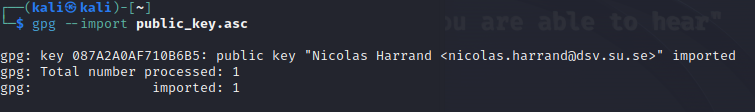 ┌──(kali㉿kali)-[~]
└─$ gpg --import public_key.asc
gpg: key 087A2A0AF710B6B5: public key "Nicolas Harrand <nicolas.harrand@dsv.su.se>" imported
gpg: Total number processed: 1
gpg:               imported: 1
ou are able to hear"